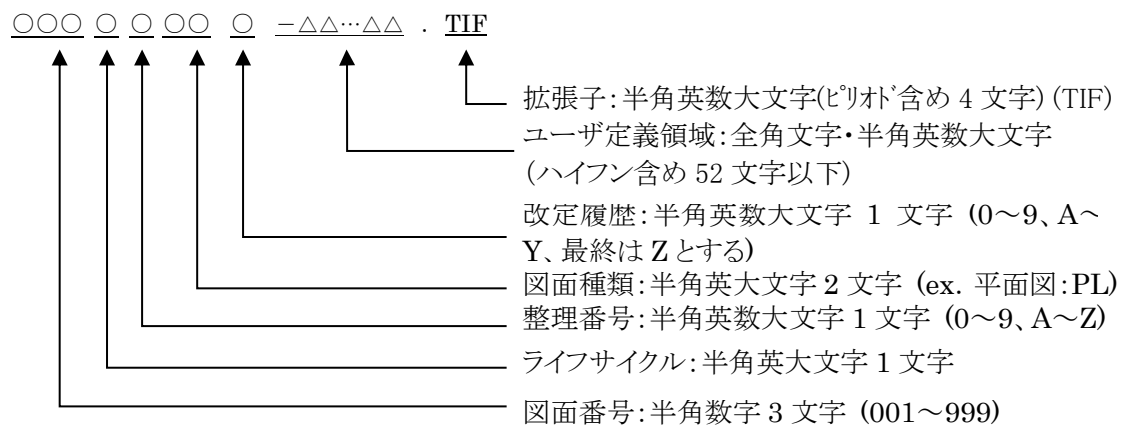 ○○○ ○ ○ ○○ ○ -△△…△△ . TIF
拡張子:半角英数大文字(ﾋﾟﾘｵﾄﾞ含め 4 文字) (TIF)
ユーザ定義領域:全角文字・半角英数大文字
(ハイフン含め 52 文字以下)
改定履歴:半角英数大文字 1 文字 (0~9、A~
Y、最終は Z とする)
図面種類:半角英大文字 2 文字 (ex. 平面図:PL)
整理番号:半角英数大文字 1 文字 (0~9、A~Z)
ライフサイクル:半角英大文字 1 文字
図面番号:半角数字 3 文字 (001~999)